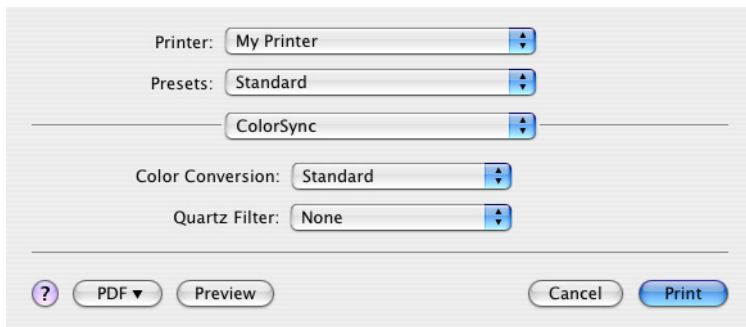 Printer: My Printer
Presets: Standard
ColorSync
Color Conversion: Standard
Quartz Filter: None
? PDF▼ Preview Cancel Print